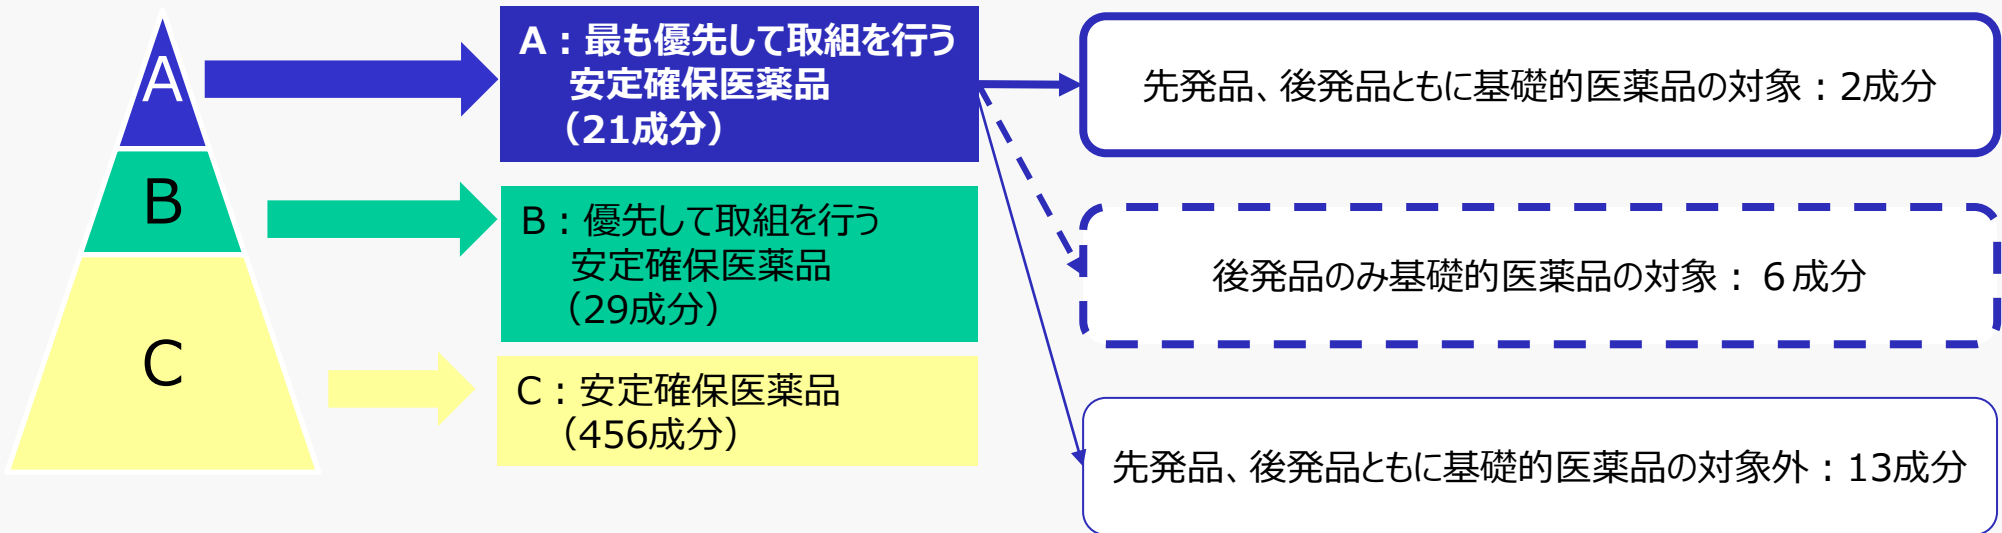 A
B
C
A：最も優先して取組を行う
安定確保医薬品
（21成分）
B：優先して取組を行う
安定確保医薬品
（29成分）
C：安定確保医薬品
（456成分）
先発品、後発品ともに基礎的医薬品の対象：2成分
後発品のみ基礎的医薬品の対象：６成分
先発品、後発品ともに基礎的医薬品の対象外：13成分